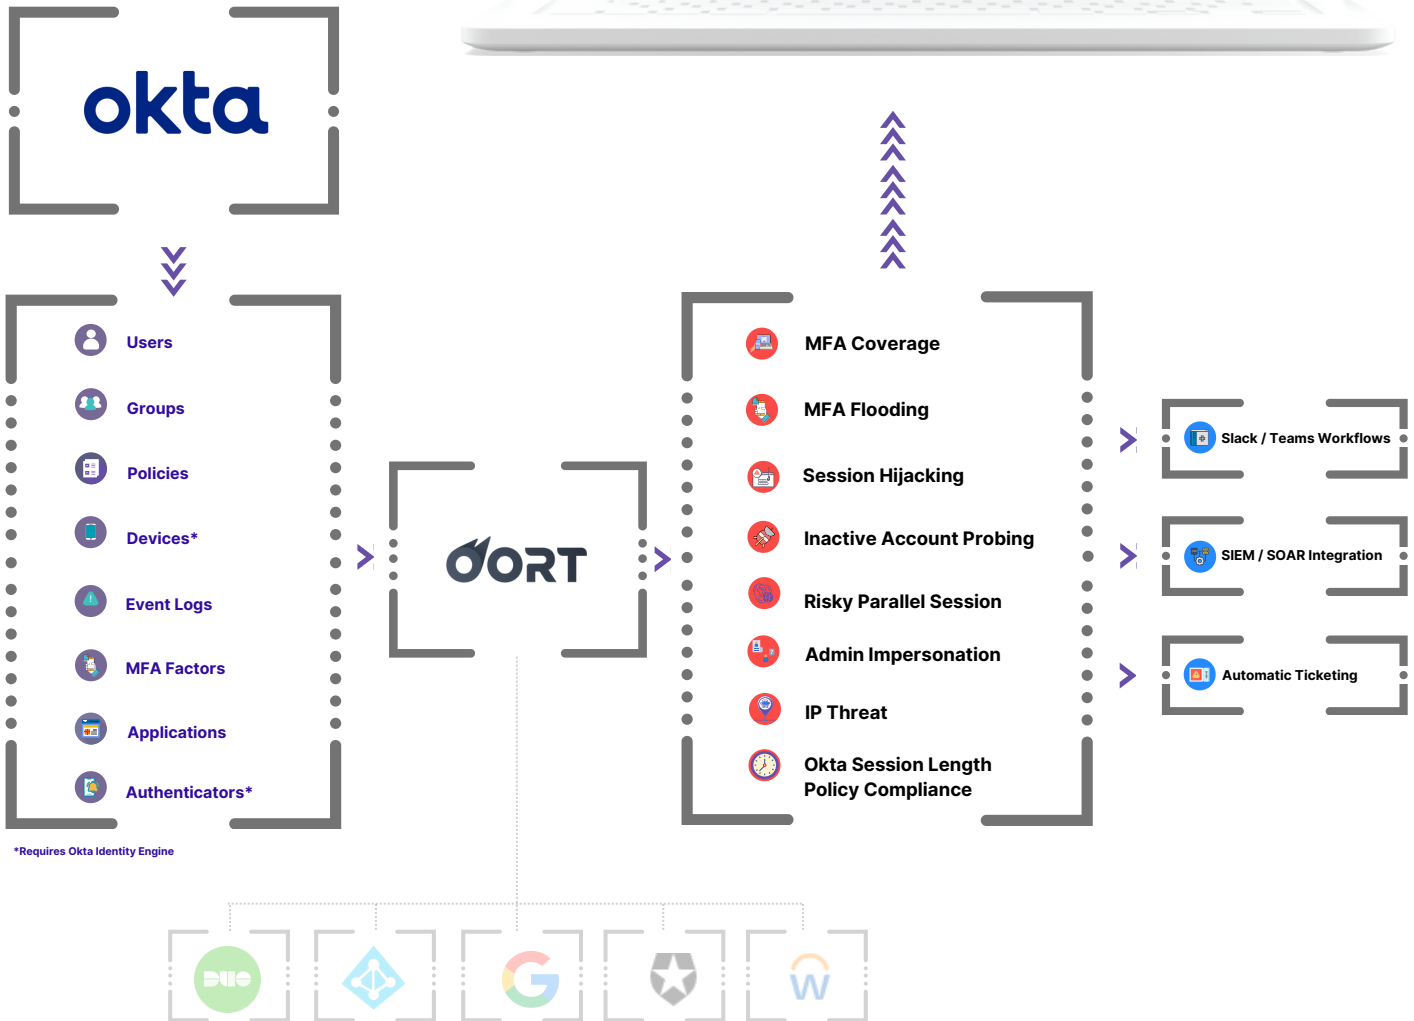 okta
Users
Groups
Policies
Devices*
Event Logs
MFA Factors
Applications
Authenticators*
*Requires Okta Identity Engine
OORT
MFA Coverage
MFA Flooding
Session Hijacking
Inactive Account Probing
Risky Parallel Session
Admin Impersonation
IP Threat
Okta Session Length
Policy Compliance
Slack / Teams Workflows
SIEM / SOAR Integration
Automatic Ticketing
DUO
G
W